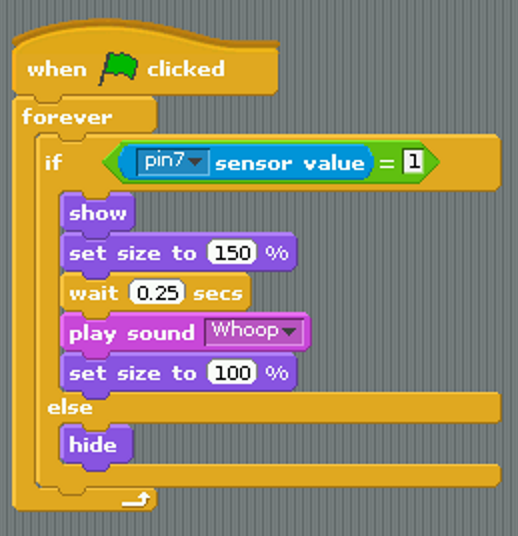 when clicked
forever
if pin7 sensor value = 1
show
set size to 150 %
wait 0.25 secs
play sound Whoop
set size to 100 %
else
hide